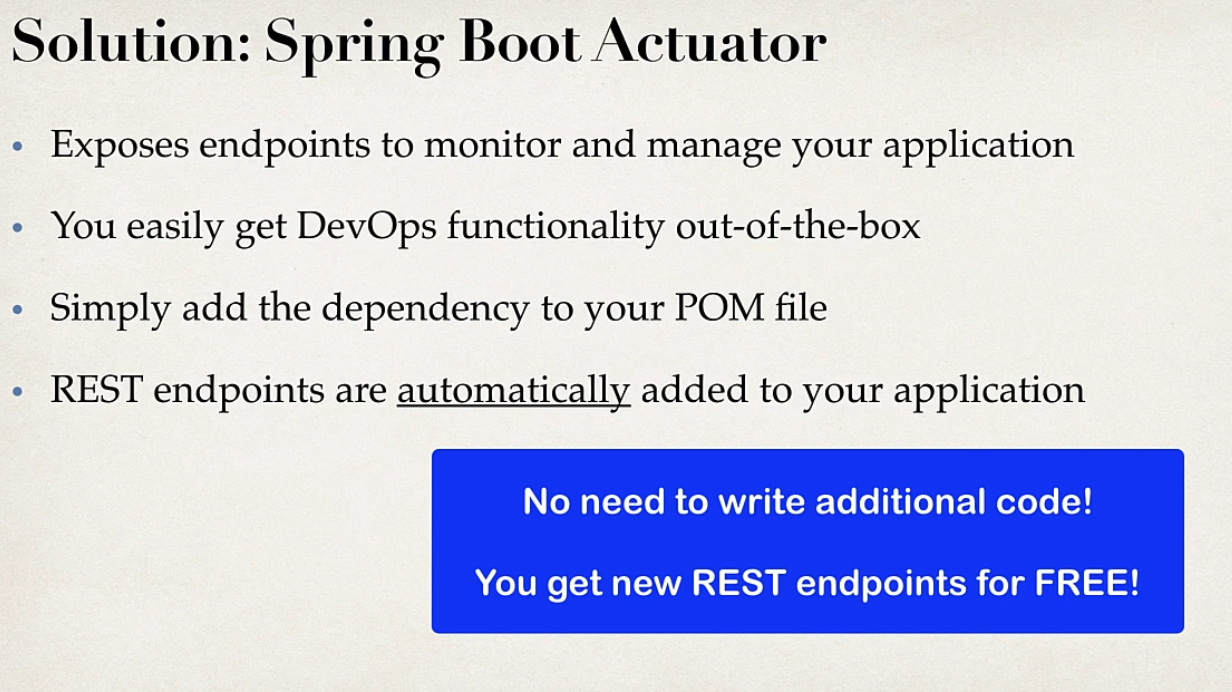 Solution: Spring Boot Actuator
• Exposes endpoints to monitor and manage your application
• You easily get DevOps functionality out-of-the-box
• Simply add the dependency to your POM file
• REST endpoints are automatically added to your application
No need to write additional code!
You get new REST endpoints for FREE!